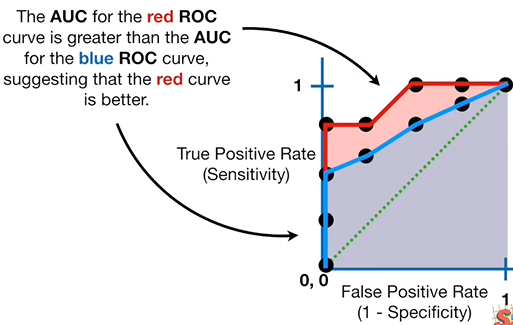 The AUC for the red ROC
curve is greater than the AUC
for the blue ROC curve,
suggesting that the red curve
is better.
1
True Positive Rate
(Sensitivity)
0, 0
False Positive Rate
(1 - Specificity)
1